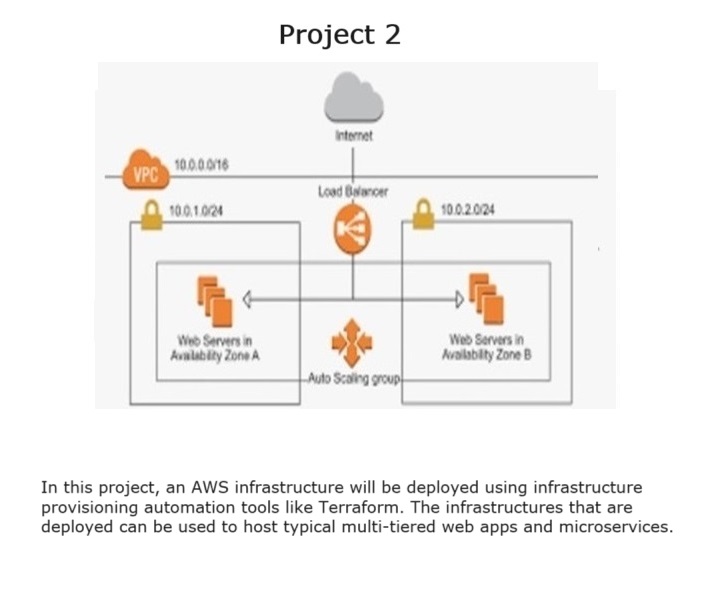 Project 2
Internet
VPC
10.0.0.0/16
Load Balancer
10.0.1.0/24
10.0.2.0/24
Web Servers in
Availability Zone A
Web Servers in
Availability Zone B
Auto Scaling group
In this project, an AWS infrastructure will be deployed using infrastructure
provisioning automation tools like Terraform. The infrastructures that are
deployed can be used to host typical multi-tiered web apps and microservices.